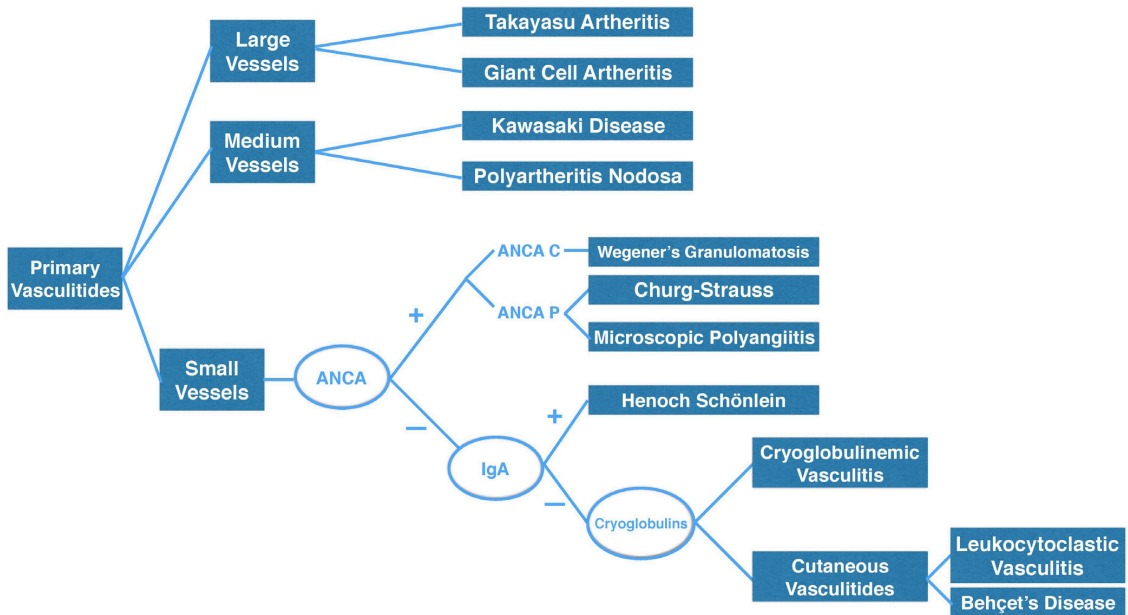 Large
Vessels
Takayasu Artheritis
Giant Cell Artheritis
Medium
Vessels
Kawasaki Disease
Polyartheritis Nodosa
Primary
Vasculitides
ANCA C
Wegener's Granulomatosis
+
ANCA P
Churg-Strauss
Microscopic Polyangiitis
Small
Vessels
ANCA
–
+
Henoch Schönlein
IgA
–
Cryoglobulins
Cryoglobulinemic
Vasculitis
Cutaneous
Vasculitides
Leukocytoclastic
Vasculitis
Behçet's Disease